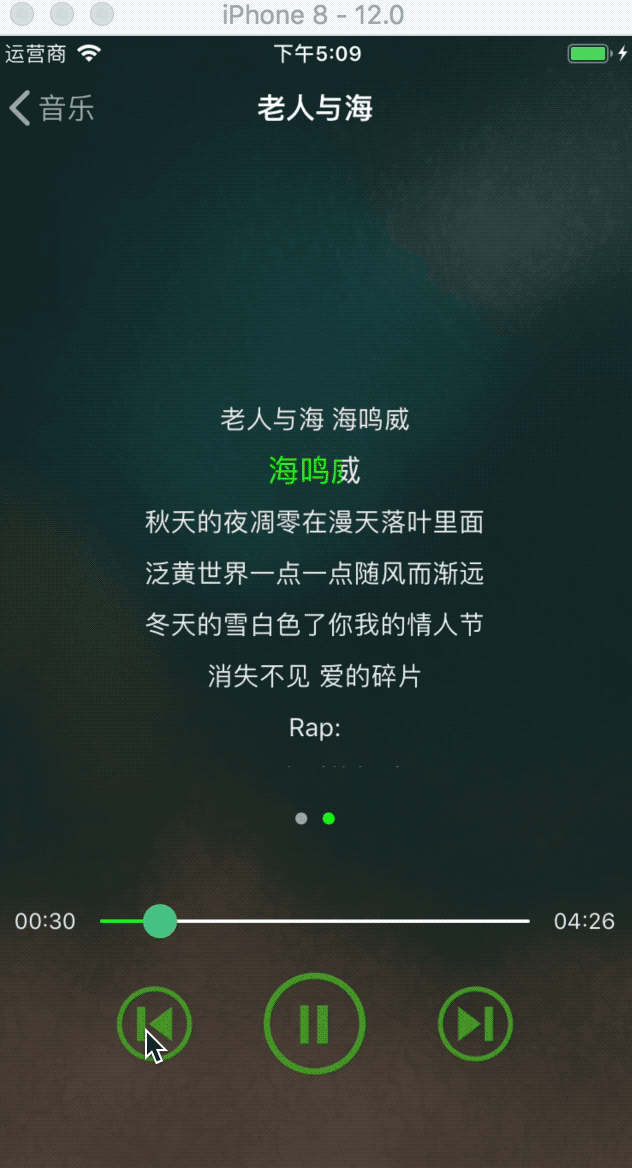 iPhone 8 - 12.0
运营商 下午5:09
音乐 老人与海
老人与海 海鸣威
海鸣威
秋天的夜凋零在漫天落叶里面
泛黄世界一点一点随风而渐远
冬天的雪白色了你我的情人节
消失不见 爱的碎片
Rap:
00:30 04:26